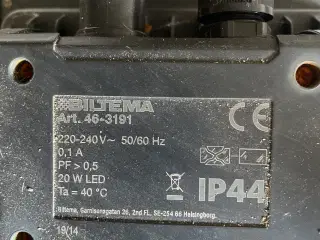 BILTEMA
Art. 46-3191
CE
220-240V~ 50/60 Hz
0,1 A
PF > 0,5
20W LED
Ta = 40 °C
IP44
Biltema, Garnisonsgatan 26, 2nd FL, SE-254 66 Helsingborg.
19/14